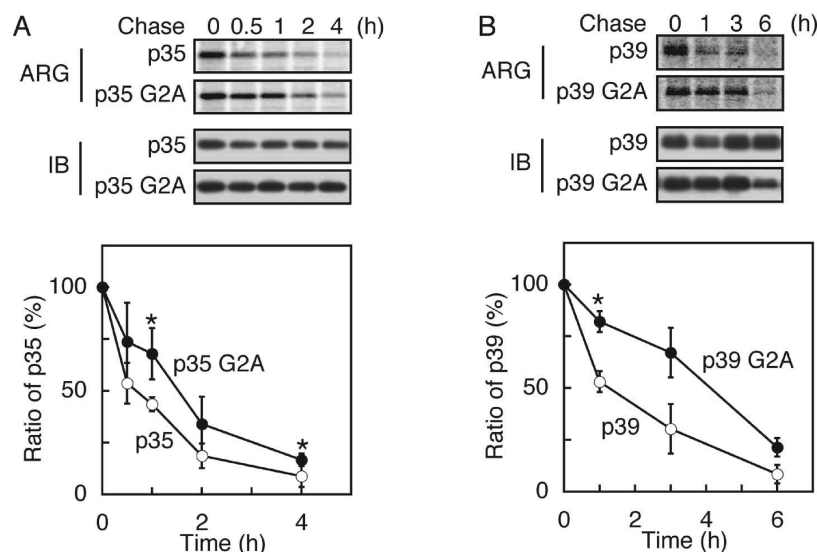 A
Chase 0 0.5 1 2 4 (h)
ARG
p35
p35 G2A
IB
p35
p35 G2A
Ratio of p35 (%)
100
50
0
*
p35 G2A
p35
*
0 2 4
Time (h)
B
Chase 0 1 3 6 (h)
ARG
p39
p39 G2A
IB
p39
p39 G2A
Ratio of p39 (%)
100
50
0
*
p39 G2A
p39
0 2 4 6
Time (h)